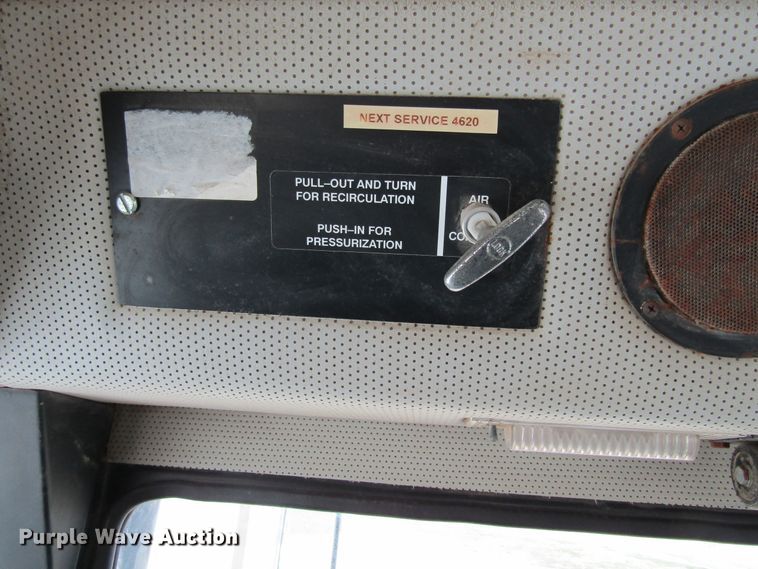 NEXT SERVICE 4620
PULL–OUT AND TURN
FOR RECIRCULATION
AIR
PUSH–IN FOR
PRESSURIZATION
Purple Wave Auction